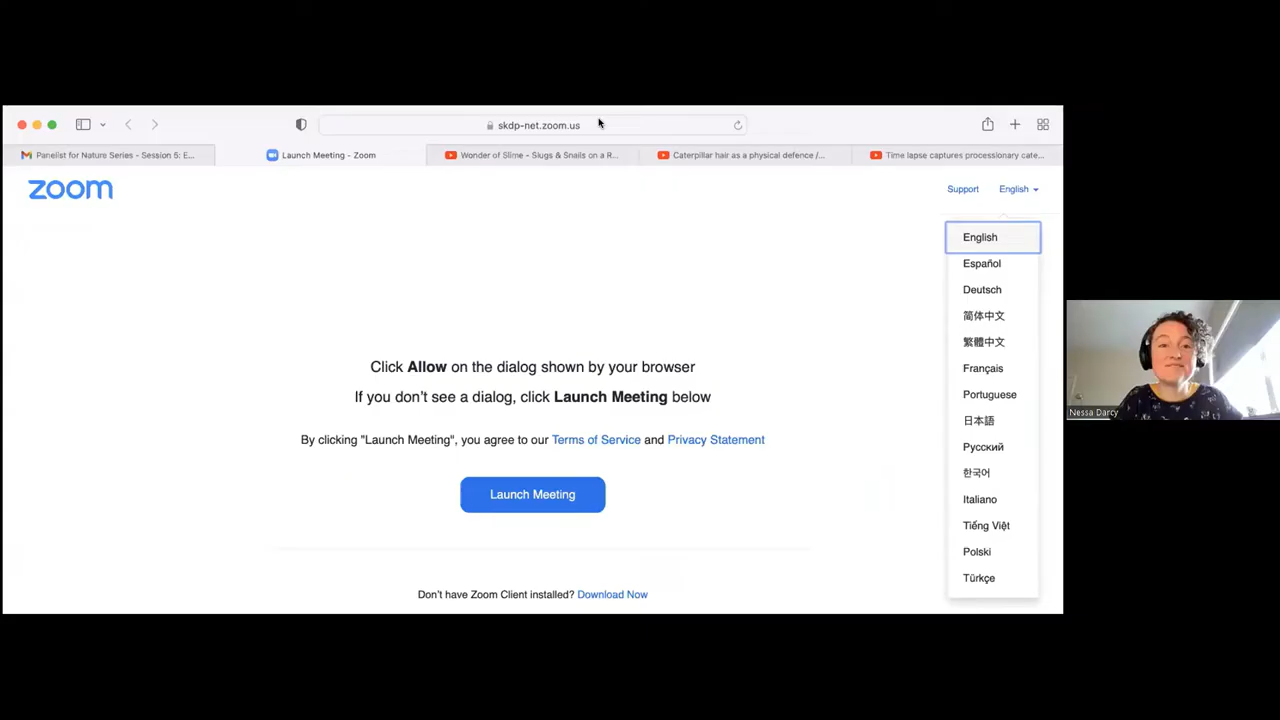 skdp-net.zoom.us
Panelist for Nature Series - Session 5: E...
Launch Meeting - Zoom
Wonder of Slime - Slugs & Snails on a R...
Caterpillar hair as a physical defence /...
Time lapse captures processionary cate...
zoom
Support
English
English
Español
Deutsch
简体中文
繁體中文
Français
Portuguese
日本語
Русский
한국어
Italiano
Tiếng Việt
Polski
Türkçe
Click Allow on the dialog shown by your browser
If you don't see a dialog, click Launch Meeting below
By clicking "Launch Meeting", you agree to our Terms of Service and Privacy Statement
Launch Meeting
Don't have Zoom Client installed? Download Now
Nessa Darcy